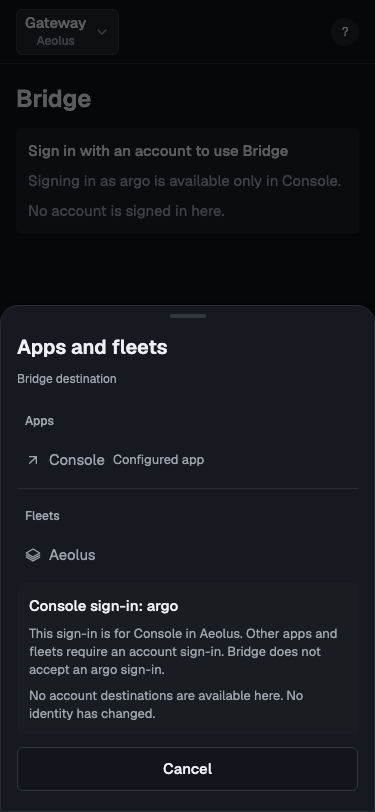 Gateway
Aeolus
?
Bridge
Sign in with an account to use Bridge
Signing in as argo is available only in Console.
No account is signed in here.
Apps and fleets
Bridge destination
Apps
Console Configured app
Fleets
Aeolus
Console sign-in: argo
This sign-in is for Console in Aeolus. Other apps and
fleets require an account sign-in. Bridge does not
accept an argo sign-in.
No account destinations are available here. No
identity has changed.
Cancel